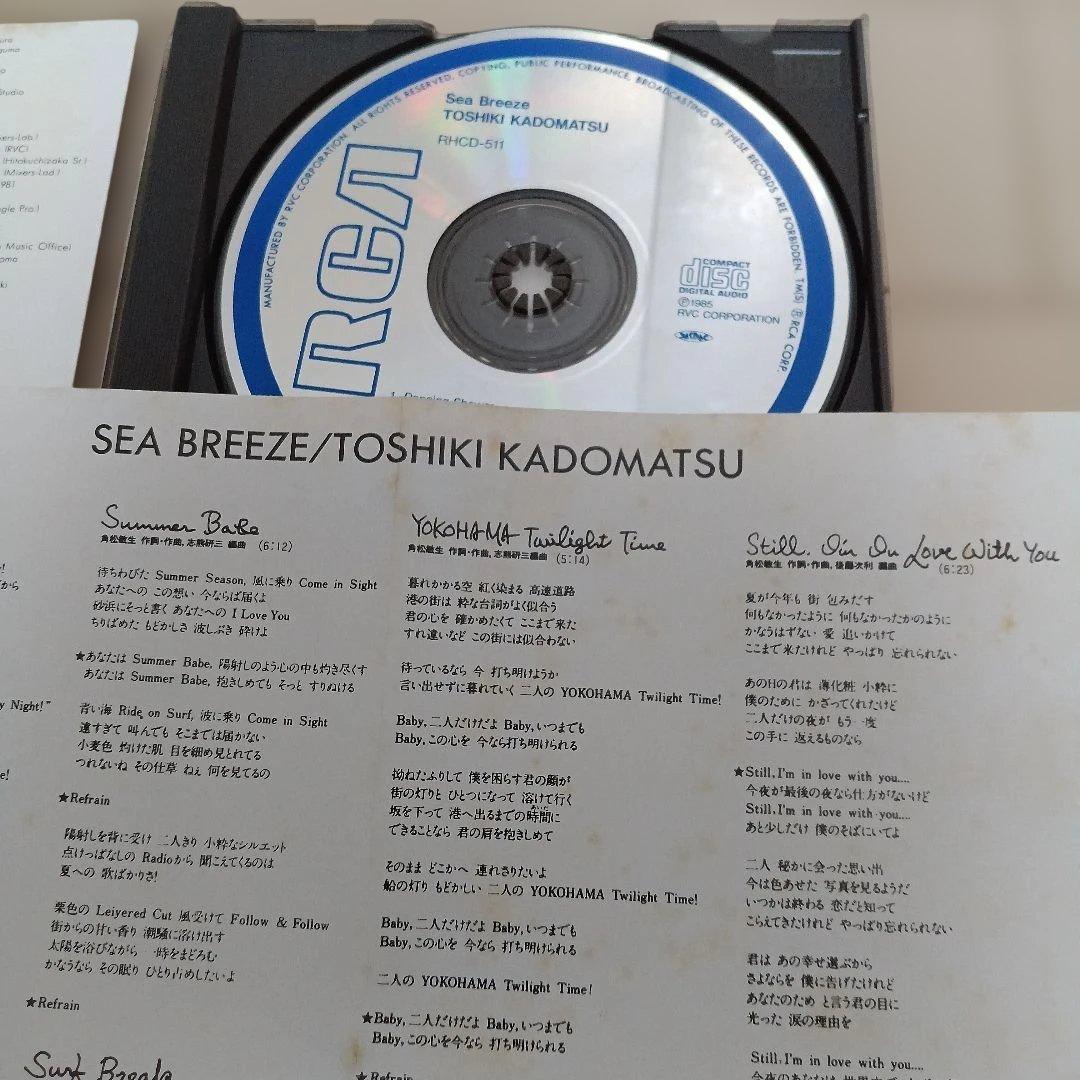 Studio
(RVC)
(Hitokuchizaka St.)
(Mixers-Lad.)
Music Office)
MANUFACTURED BY RVC CORPORATION. ALL RIGHTS RESERVED. COPYING, PUBLIC PERFORMANCE, BROADCASTING OF THESE RECORDS ARE FORBIDDEN. TM(S) ® RCA CORP.
Sea Breeze
TOSHIKI KADOMATSU
RHCD-511
RCA
COMPACT
disc
DIGITAL AUDIO
Ⓟ1985
RVC CORPORATION
SEA BREEZE/TOSHIKI KADOMATSU
y Night!"
Summer Babe
角松敏生 作詞・作曲, 志熊研三 編曲 (6:12)
待ちわびた Summer Season, 風に乗り Come in Sight
あなたへの この想い 今ならば届くよ
砂浜にそっと書く あなたへの I Love You
ちりばめた もどかしさ 波しぶき 砕けよ
★あなたは Summer Babe, 陽射しのよう心の中も灼き尽くす
あなたは Summer Babe, 抱きしめても そっと すりぬける
青い海 Ride on Surf, 波に乗り Come in Sight
遠すぎて 叫んでも そこまでは届かない
小麦色 灼けた肌 目を細め見とれてる
つれないね その仕草 ねぇ 何を見てるの
★Refrain
陽射しを背に受け 二人きり 小粋なシルエット
点けっぱなしの Radioから 聞こえてくるのは
夏への 歌ばかりさ!
栗色の Leiyered Cut 風受けて Follow & Follow
街からの甘い香り 潮騒に溶け出す
太陽を浴びながら 一時をまどろむ
かなうなら その眠り ひとり占めしたいよ
★Refrain
Surf Break
YOKOHAMA Twilight Time
角松敏生 作詞・作曲, 志熊研三編曲 (5:14)
暮れかかる空 紅く染まる 高速道路
港の街は 粋な台詞がよく似合う
君の心を 確かめたくて ここまで来た
すれ違いなど この街には似合わない
待っているなら 今 打ち明けようか
言い出せずに暮れていく 二人の YOKOHAMA Twilight Time!
Baby, 二人だけだよ Baby, いつまでも
Baby, この心を 今なら打ち明けられる
拗ねたふりして 僕を困らす君の顔が
街の灯りと ひとつになって 溶けて行く
坂を下って 港へ出るまでの時間に
できることなら 君の肩を抱きしめて
そのまま どこかへ 連れさりたいよ
船の灯り もどかしい 二人の YOKOHAMA Twilight Time!
Baby, 二人だけだよ Baby, いつまでも
Baby, この心を 今なら 打ち明けられる
二人の YOKOHAMA Twilight Time!
★Baby, 二人だけだよ Baby, いつまでも
Baby, この心を今なら 打ち明けられる
★Refrain
Still, I'm In Love With You
角松敏生 作詞・作曲, 後藤次利 編曲 (6:23)
夏が今年も 街 包みだす
何もなかったように 何もなかったかのように
かなうはずない 愛 追いかけて
ここまで来たけれど やっぱり 忘れられない
あの日の君は 薄化粧 小粋に
僕のために かざってくれたけど
二人だけの夜が もう一度
この手に 返えるものなら
★Still, I'm in love with you....
今夜が最後の夜なら仕方がないけど
Still, I'm in love with you....
あと少しだけ 僕のそばにいてよ
二人 秘かに会った思い出
今は色あせた 写真を見るようだ
いつかは終わる 恋だと知って
こらえてきたけれど やっぱり忘れられない
君は あの幸せ選ぶから
さよならを 僕に告げたけれど
あなたのため と言う君の目に
光った 涙の理由を
Still, I'm in love with you....